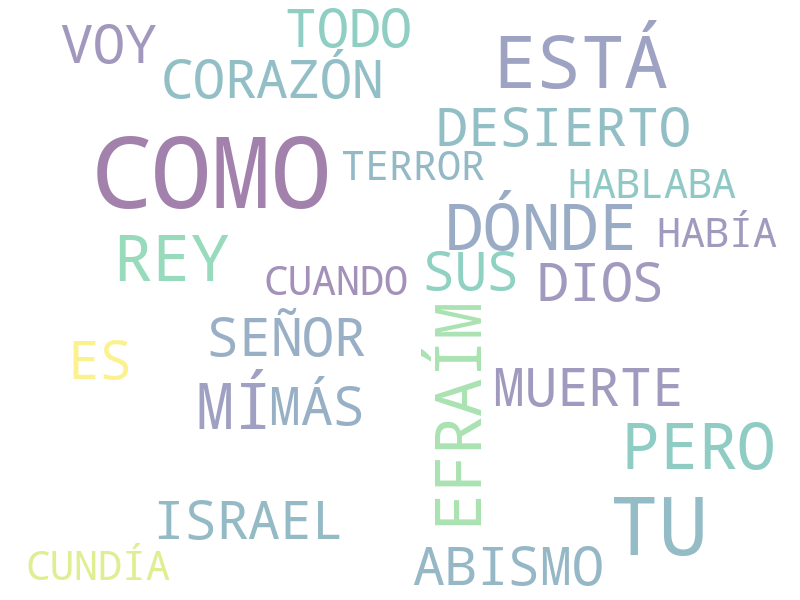 VOY
TODO
CORAZÓN
ESTÁ
DESIERTO
COMO
TERROR
HABLABA
DÓNDE
HABÍA
REY
CUANDO
SUS
DIOS
SEÑOR
ES
EFRAÍM
MÍ
MÁS
MUERTE
PERO
ISRAEL
TU
CUNDÍA
ABISMO